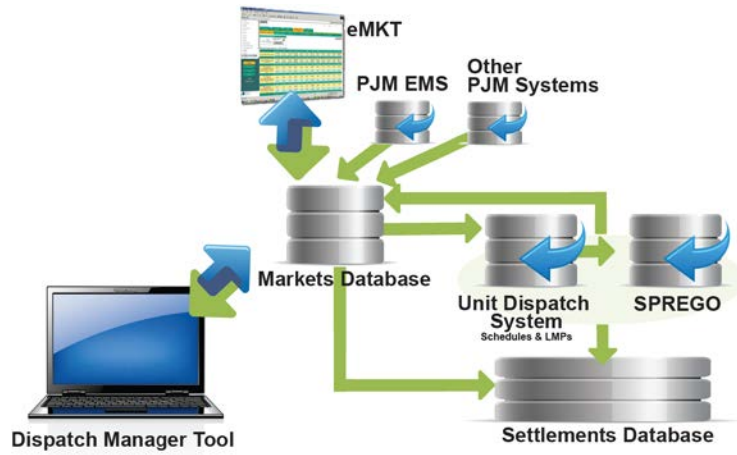 eMKT
PJM EMS
Other
PJM Systems
Markets Database
Unit Dispatch
System
Schedules & LMPs
SPREGO
Dispatch Manager Tool
Settlements Database